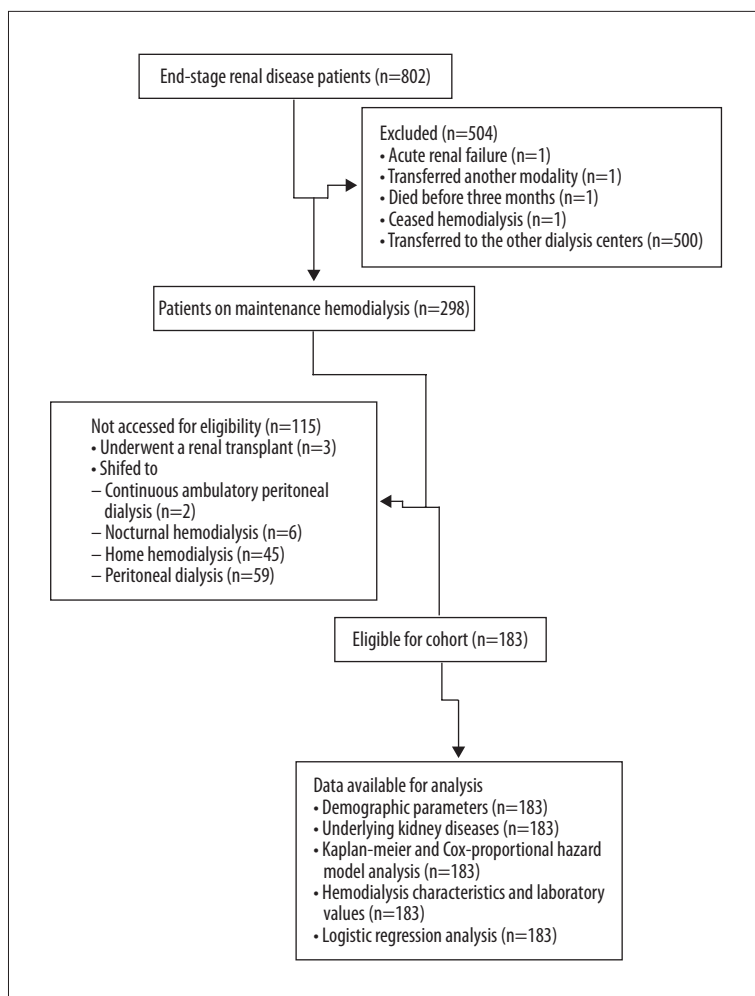 End-stage renal disease patients (n=802)
Excluded (n=504)
• Acute renal failure (n=1)
• Transferred another modality (n=1)
• Died before three months (n=1)
• Ceased hemodialysis (n=1)
• Transferred to the other dialysis centers (n=500)
Patients on maintenance hemodialysis (n=298)
Not accessed for eligibility (n=115)
• Underwent a renal transplant (n=3)
• Shifed to
– Continuous ambulatory peritoneal
dialysis (n=2)
– Nocturnal hemodialysis (n=6)
– Home hemodialysis (n=45)
– Peritoneal dialysis (n=59)
Eligible for cohort (n=183)
Data available for analysis
• Demographic parameters (n=183)
• Underlying kidney diseases (n=183)
• Kaplan-meier and Cox-proportional hazard
model analysis (n=183)
• Hemodialysis characteristics and laboratory
values (n=183)
• Logistic regression analysis (n=183)